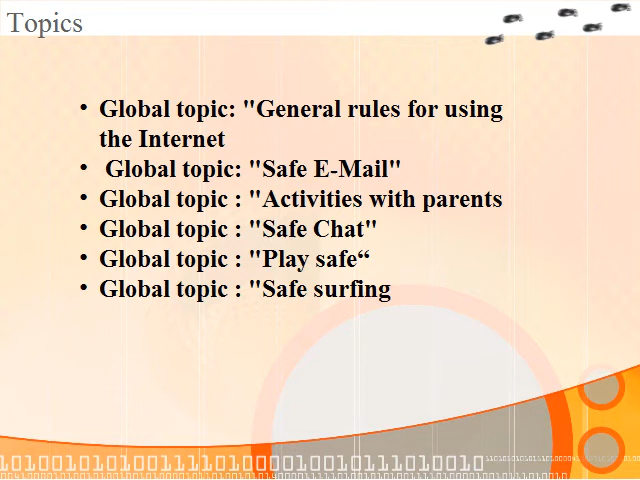 Topics
• Global topic: "General rules for using
the Internet
• Global topic: "Safe E-Mail"
• Global topic : "Activities with parents
• Global topic : "Safe Chat"
• Global topic : "Play safe“
• Global topic : "Safe surfing